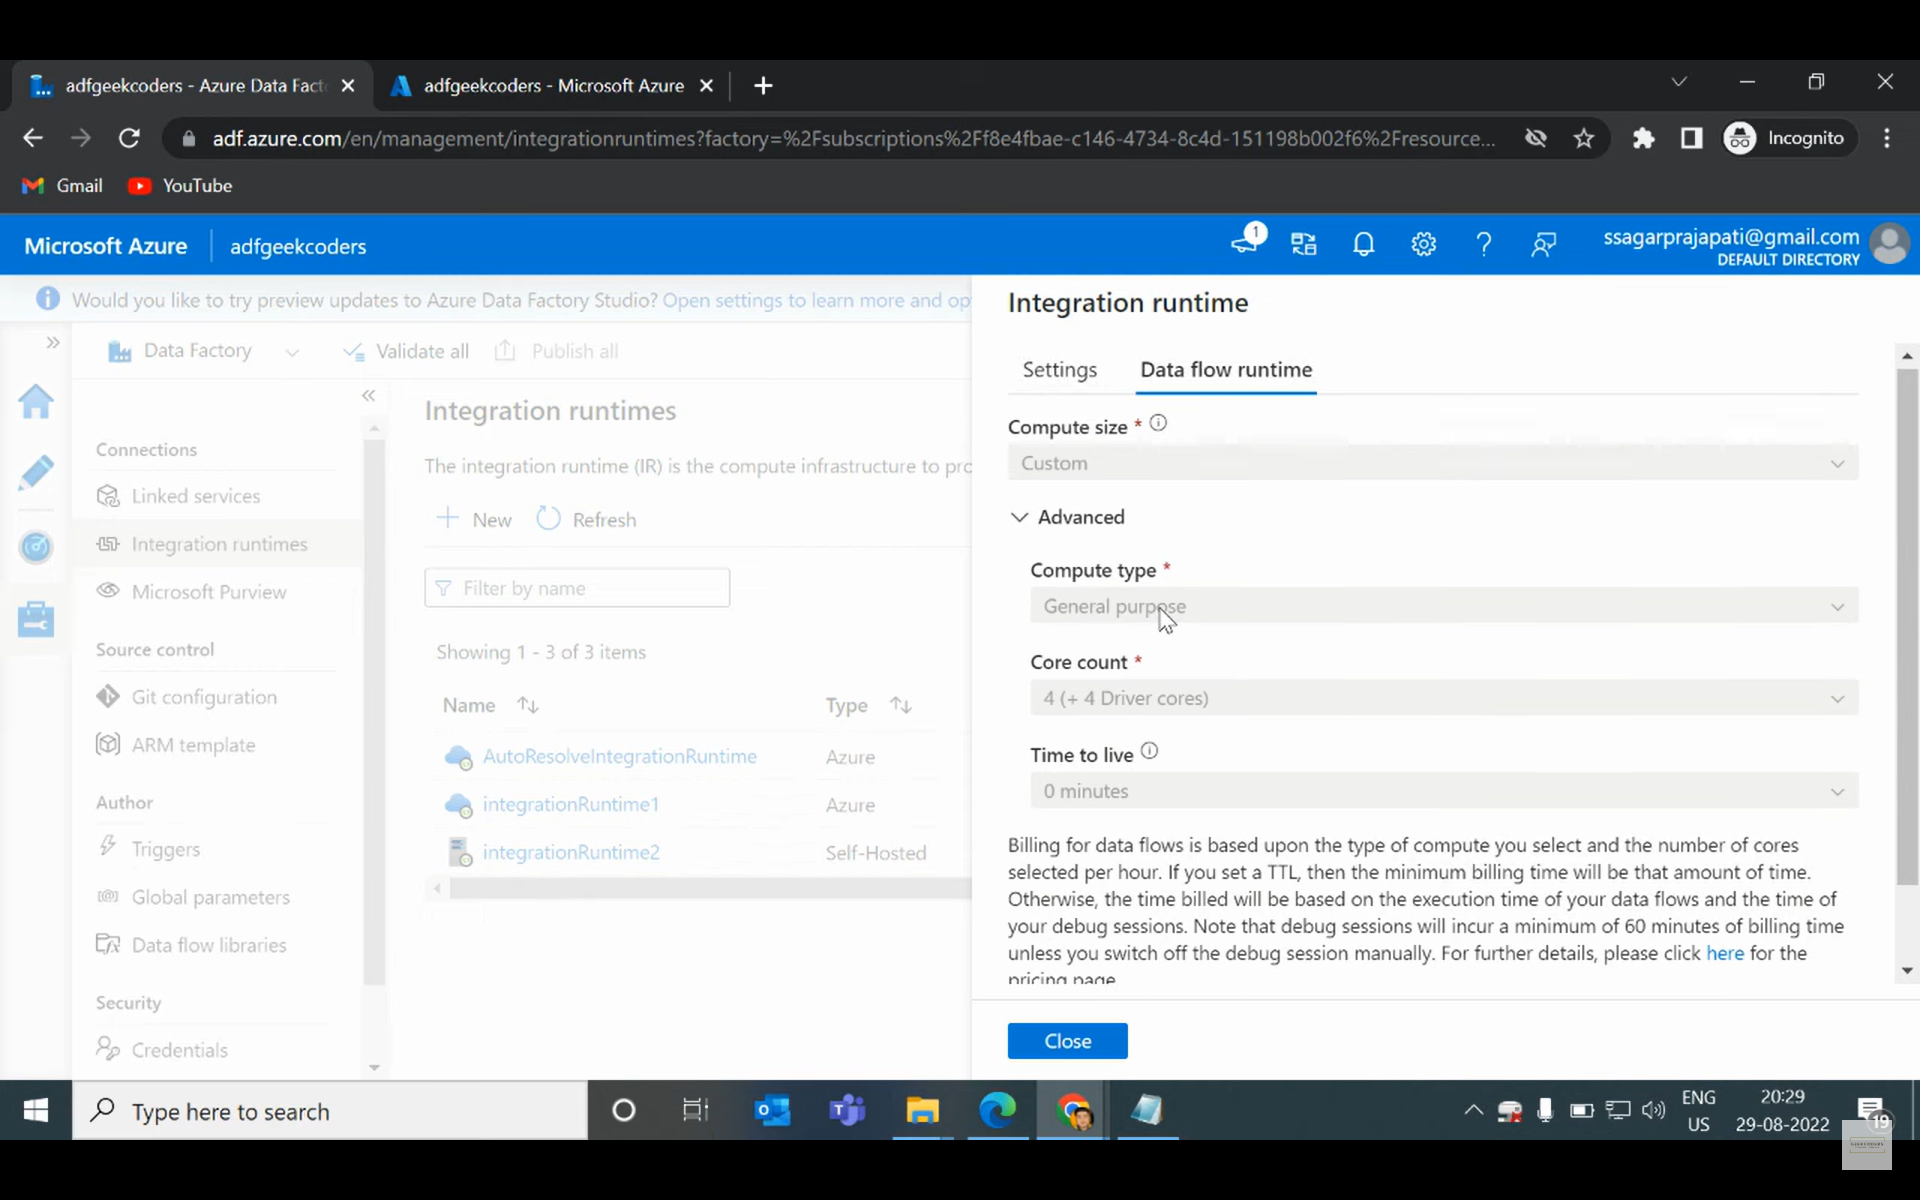 adfgeekcoders - Azure Data Fact
adfgeekcoders - Microsoft Azure
adf.azure.com/en/management/integrationruntimes?factory=%2Fsubscriptions%2Ff8e4fbae-c146-4734-8c4d-151198b002f6%2Fresource...
Incognito
Gmail
YouTube
Microsoft Azure
adfgeekcoders
1
ssagarprajapati@gmail.com
DEFAULT DIRECTORY
Would you like to try preview updates to Azure Data Factory Studio? Open settings to learn more and op
Data Factory
Validate all
Publish all
Connections
Linked services
Integration runtimes
Microsoft Purview
Source control
Git configuration
ARM template
Author
Triggers
Global parameters
Data flow libraries
Security
Credentials
Integration runtimes
The integration runtime (IR) is the compute infrastructure to pro
New
Refresh
Filter by name
Showing 1 - 3 of 3 items
Name
Type
AutoResolveIntegrationRuntime
Azure
integrationRuntime1
Azure
integrationRuntime2
Self-Hosted
Integration runtime
Settings
Data flow runtime
Compute size *
Custom
Advanced
Compute type *
General purpose
Core count *
4 (+ 4 Driver cores)
Time to live
0 minutes
Billing for data flows is based upon the type of compute you select and the number of cores
selected per hour. If you set a TTL, then the minimum billing time will be that amount of time.
Otherwise, the time billed will be based on the execution time of your data flows and the time of
your debug sessions. Note that debug sessions will incur a minimum of 60 minutes of billing time
unless you switch off the debug session manually. For further details, please click here for the
pricing page
Close
Type here to search
ENG
US
20:29
29-08-2022
19